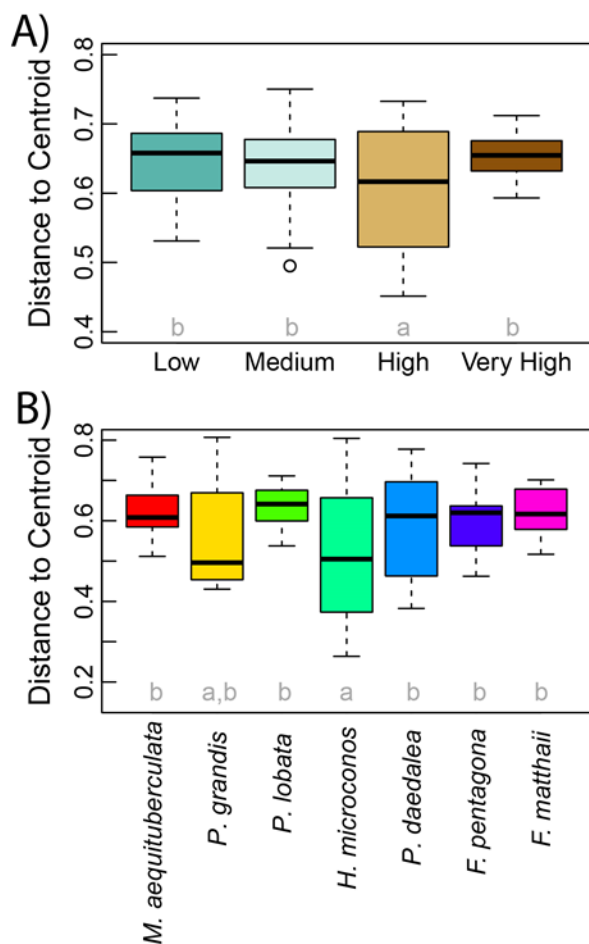 A)
Distance to Centroid
0.8
0.7
0.6
0.5
0.4
b b a b
Low Medium High Very High
B)
Distance to Centroid
0.8
0.6
0.4
0.2
b a,b b a b b b
M. aequituberculata
P. grandis
P. lobata
H. microconos
P. daedalea
F. pentagona
F. matthaii